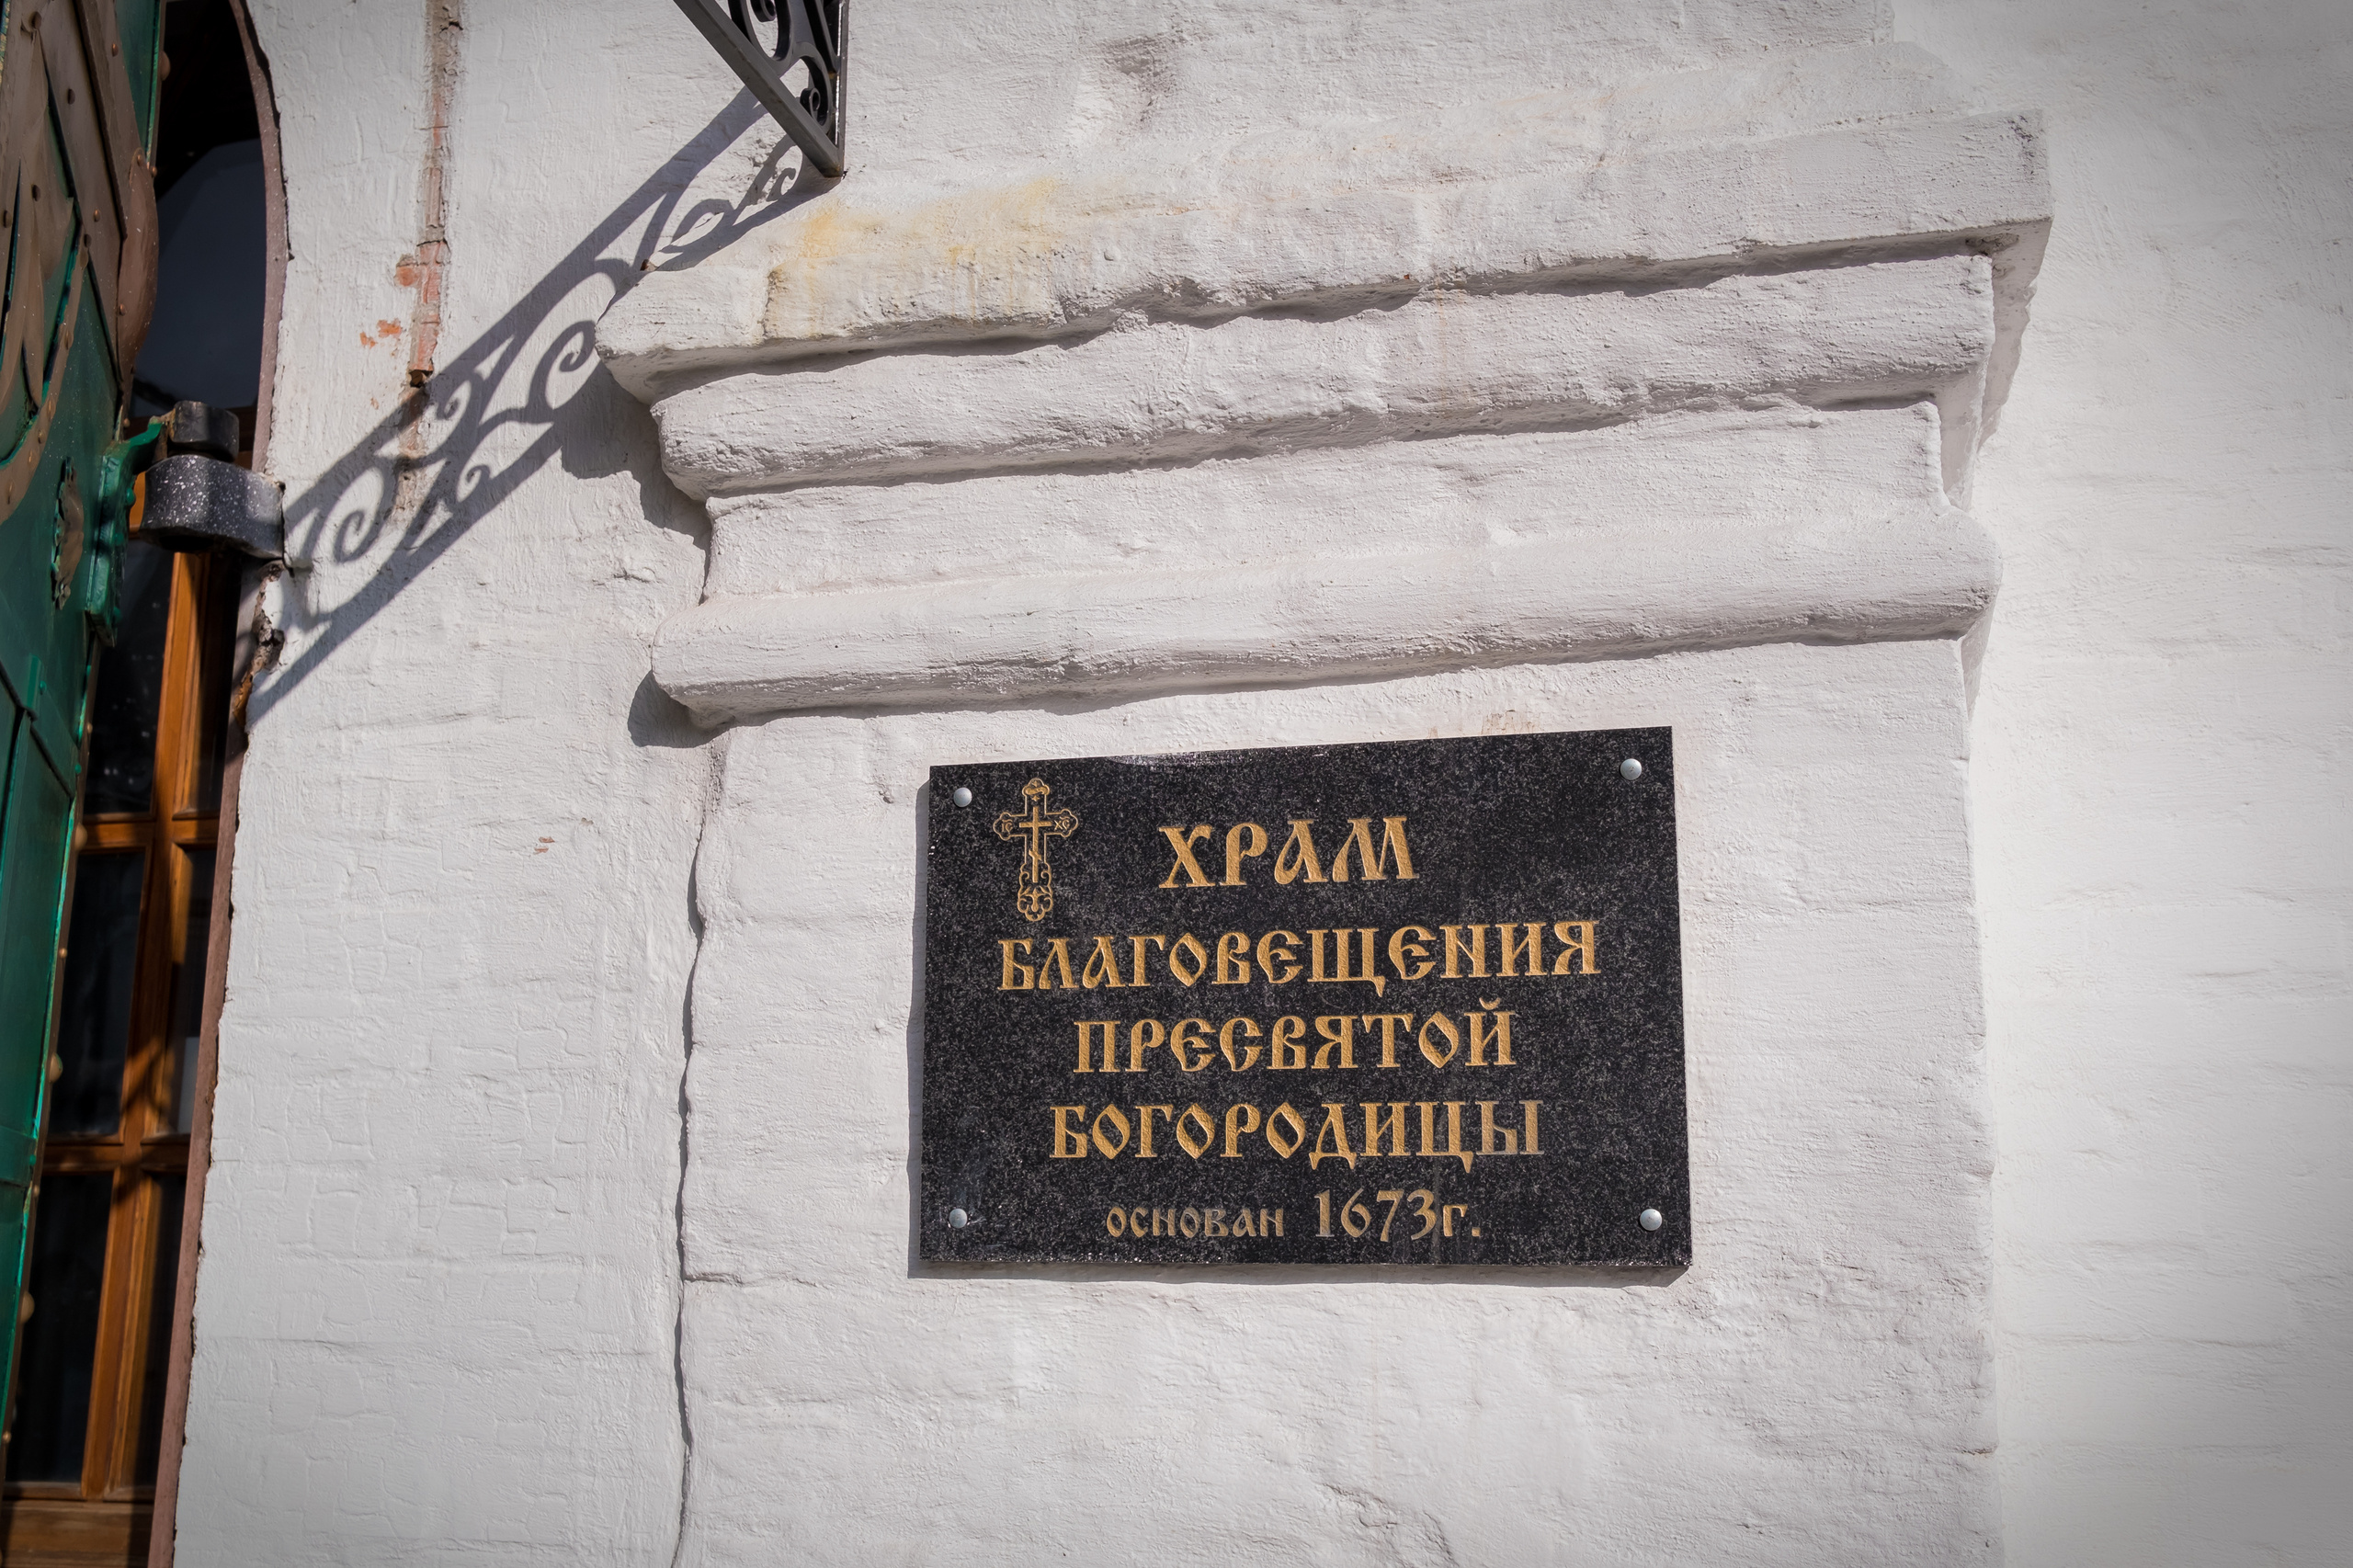 ХРАМ
БЛАГОВЕЩЕНИЯ
ПРЕСВЯТОЙ
БОГОРОДИЦЫ
ОСНОВАН 1673г.